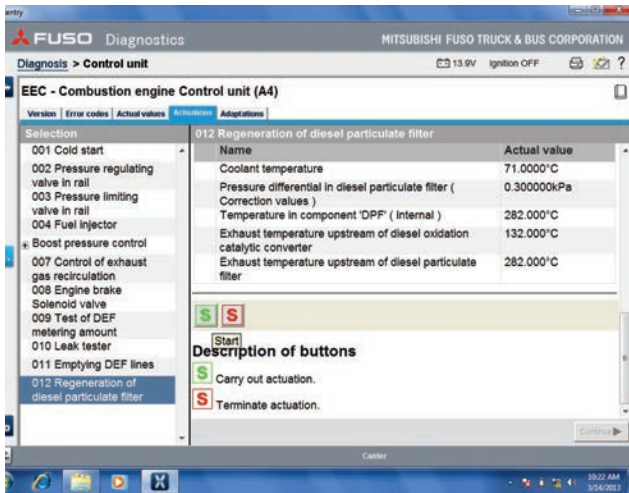 entry
FUSO Diagnostics
MITSUBISHI FUSO TRUCK & BUS CORPORATION
Diagnosis > Control unit
13.9V Ignition OFF
?
EEC - Combustion engine Control unit (A4)
Version Error codes Actual values Actuations Adaptations
Selection
001 Cold start
002 Pressure regulating
valve in rail
003 Pressure limiting
valve in rail
004 Fuel injector
Boost pressure control
007 Control of exhaust
gas recirculation
008 Engine brake
Solenoid valve
009 Test of DEF
metering amount
010 Leak tester
011 Emptying DEF lines
012 Regeneration of
diesel particulate filter
012 Regeneration of diesel particulate filter
Name Actual value
Coolant temperature 71.0000°C
Pressure differential in diesel particulate filter ( 0.300000kPa
Correction values )
Temperature in component 'DPF' ( Internal ) 282.000°C
Exhaust temperature upstream of diesel oxidation 132.000°C
catalytic converter
Exhaust temperature upstream of diesel particulate 282.000°C
filter
S S
Start
Description of buttons
S Carry out actuation.
S Terminate actuation.
Continue
Canter
10:22 AM
3/14/2013